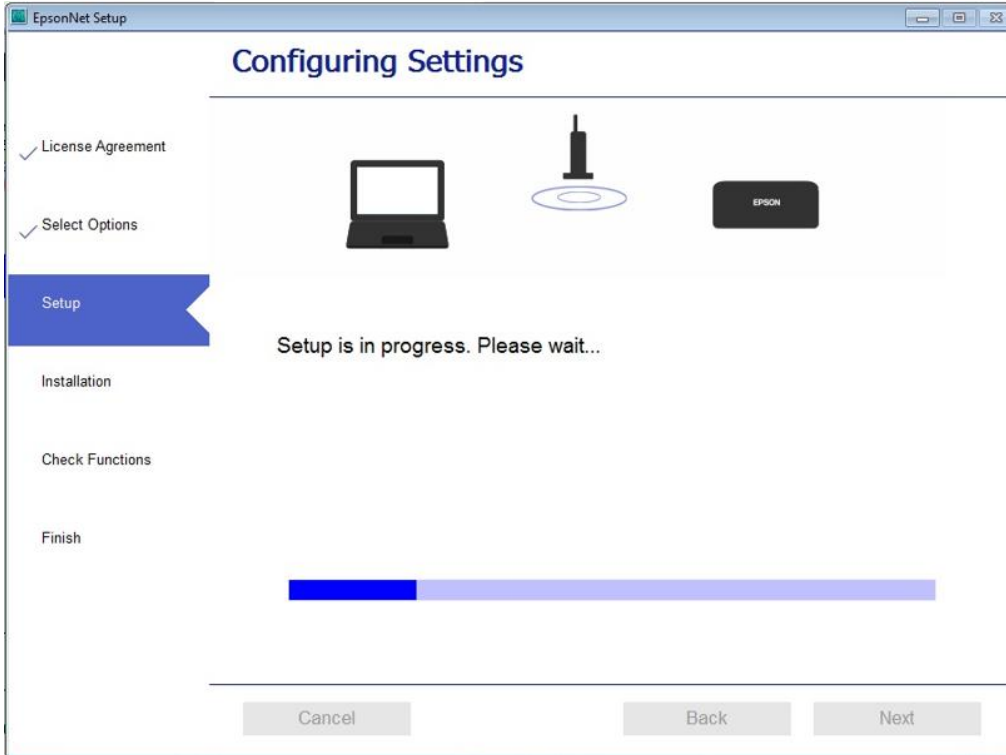 EpsonNet Setup
Configuring Settings
License Agreement
Select Options
Setup
Installation
Check Functions
Finish
EPSON
Setup is in progress. Please wait...
Cancel
Back
Next